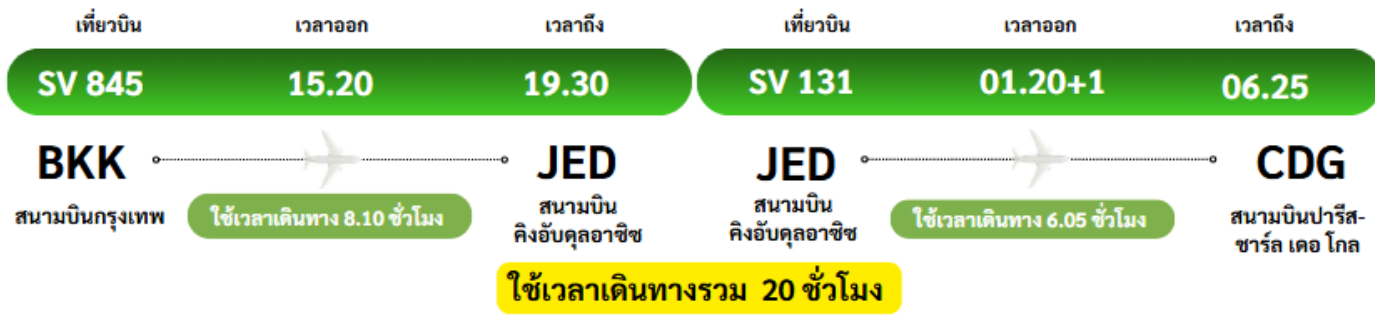 เที่ยวบิน เวลาออก เวลาถึง เที่ยวบิน เวลาออก เวลาถึง
SV 845 15.20 19.30 SV 131 01.20+1 06.25
BKK JED JED CDG
สนามบินกรุงเทพ ใช้เวลาเดินทาง 8.10 ชั่วโมง สนามบิน สนามบิน ใช้เวลาเดินทาง 6.05 ชั่วโมง สนามบินปารีส-
คิงอับดุลอาซิซ คิงอับดุลอาซิซ ชาร์ล เดอ โกล
ใช้เวลาเดินทางรวม 20 ชั่วโมง